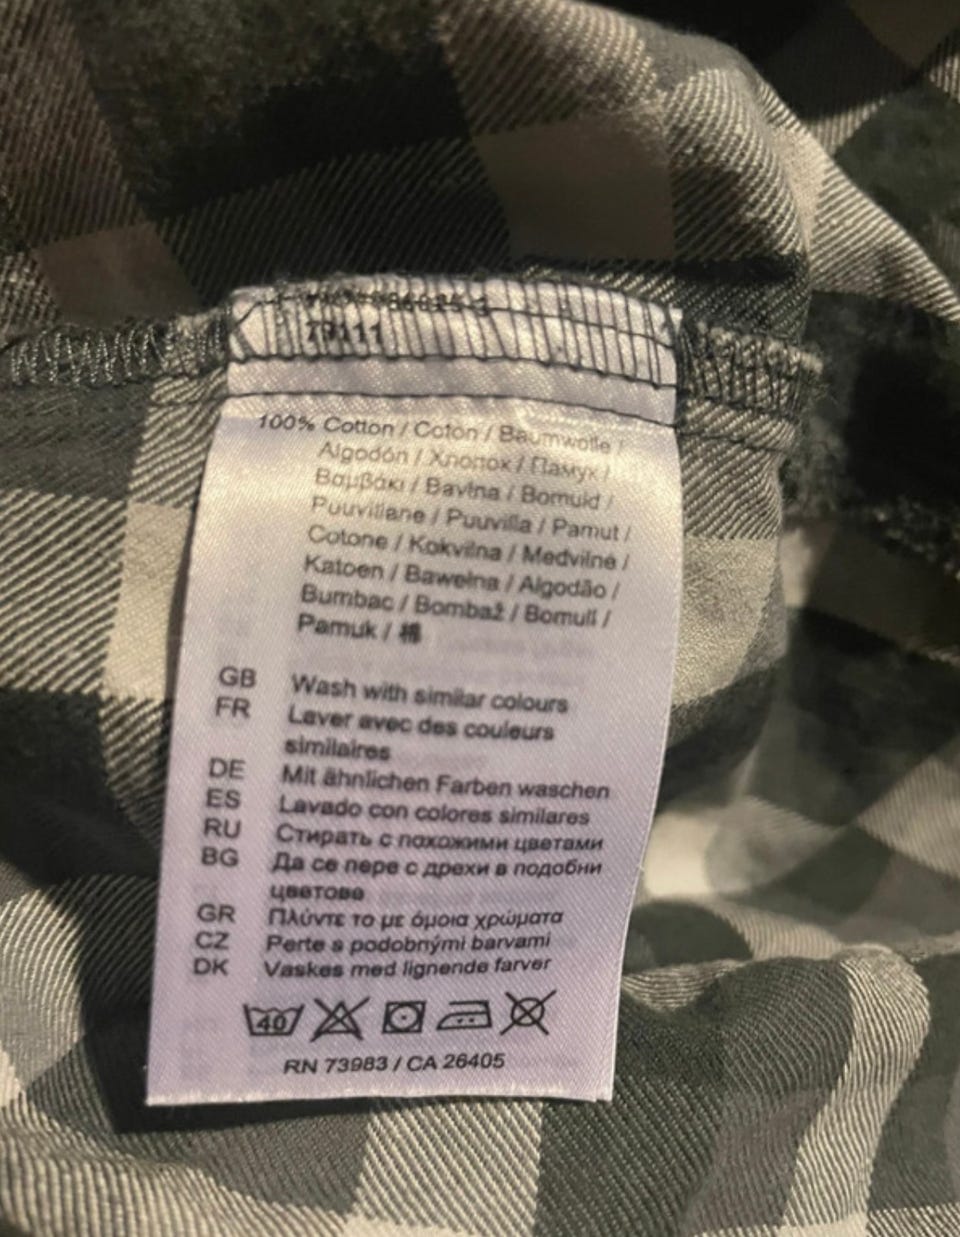 79111
100% Cotton / Coton / Baumwolle /
Algodón / Хлопок / Памук /
Βαμβάκι / Bavlna / Bomuld /
Puuvillane / Puuvilla / Pamut /
Cotone / Kokvilna / Medvilnė /
Katoen / Bawełna / Algodão /
Bumbac / Bombaž / Bomull /
Pamuk / 棉
GB Wash with similar colours
FR Laver avec des couleurs
similaires
DE Mit ähnlichen Farben waschen
ES Lavado con colores similares
RU Стирать с похожими цветами
BG Да се пере с дрехи в подобни
цветове
GR Πλύντε το με όμοια χρώματα
CZ Perte s podobnými barvami
DK Vaskes med lignende farver
40
RN 73983 / CA 26405